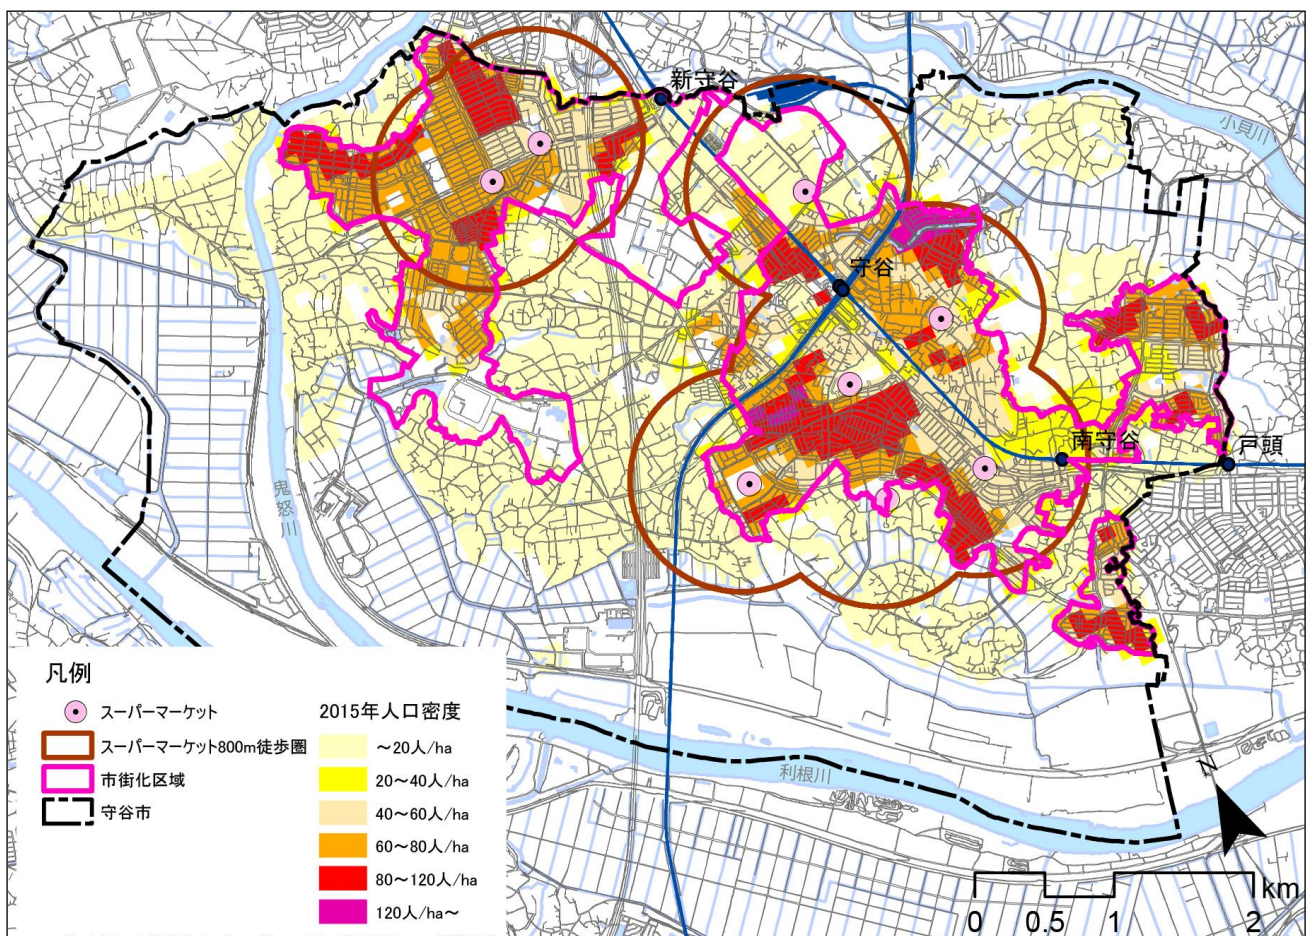 新守谷
小貝川
守谷
南守谷
戸頭
鬼怒川
利根川
凡例
スーパーマーケット
スーパーマーケット800m徒歩圏
市街化区域
守谷市
2015年人口密度
～20人/ha
20～40人/ha
40～60人/ha
60～80人/ha
80～120人/ha
120人/ha～
N
km
0 0.5 1 2